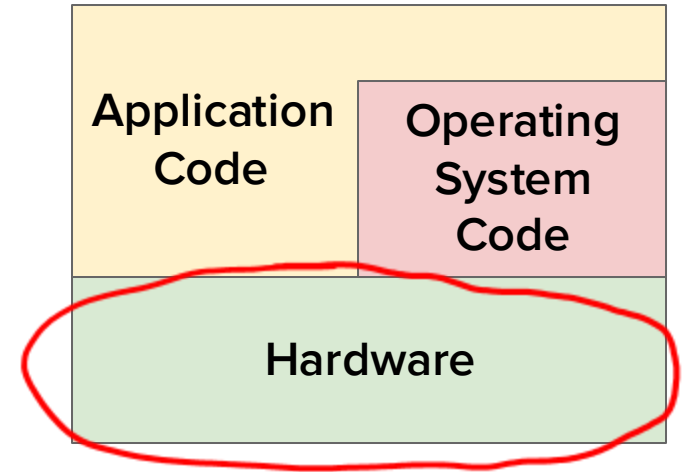 Application
Code
Operating
System
Code
Hardware